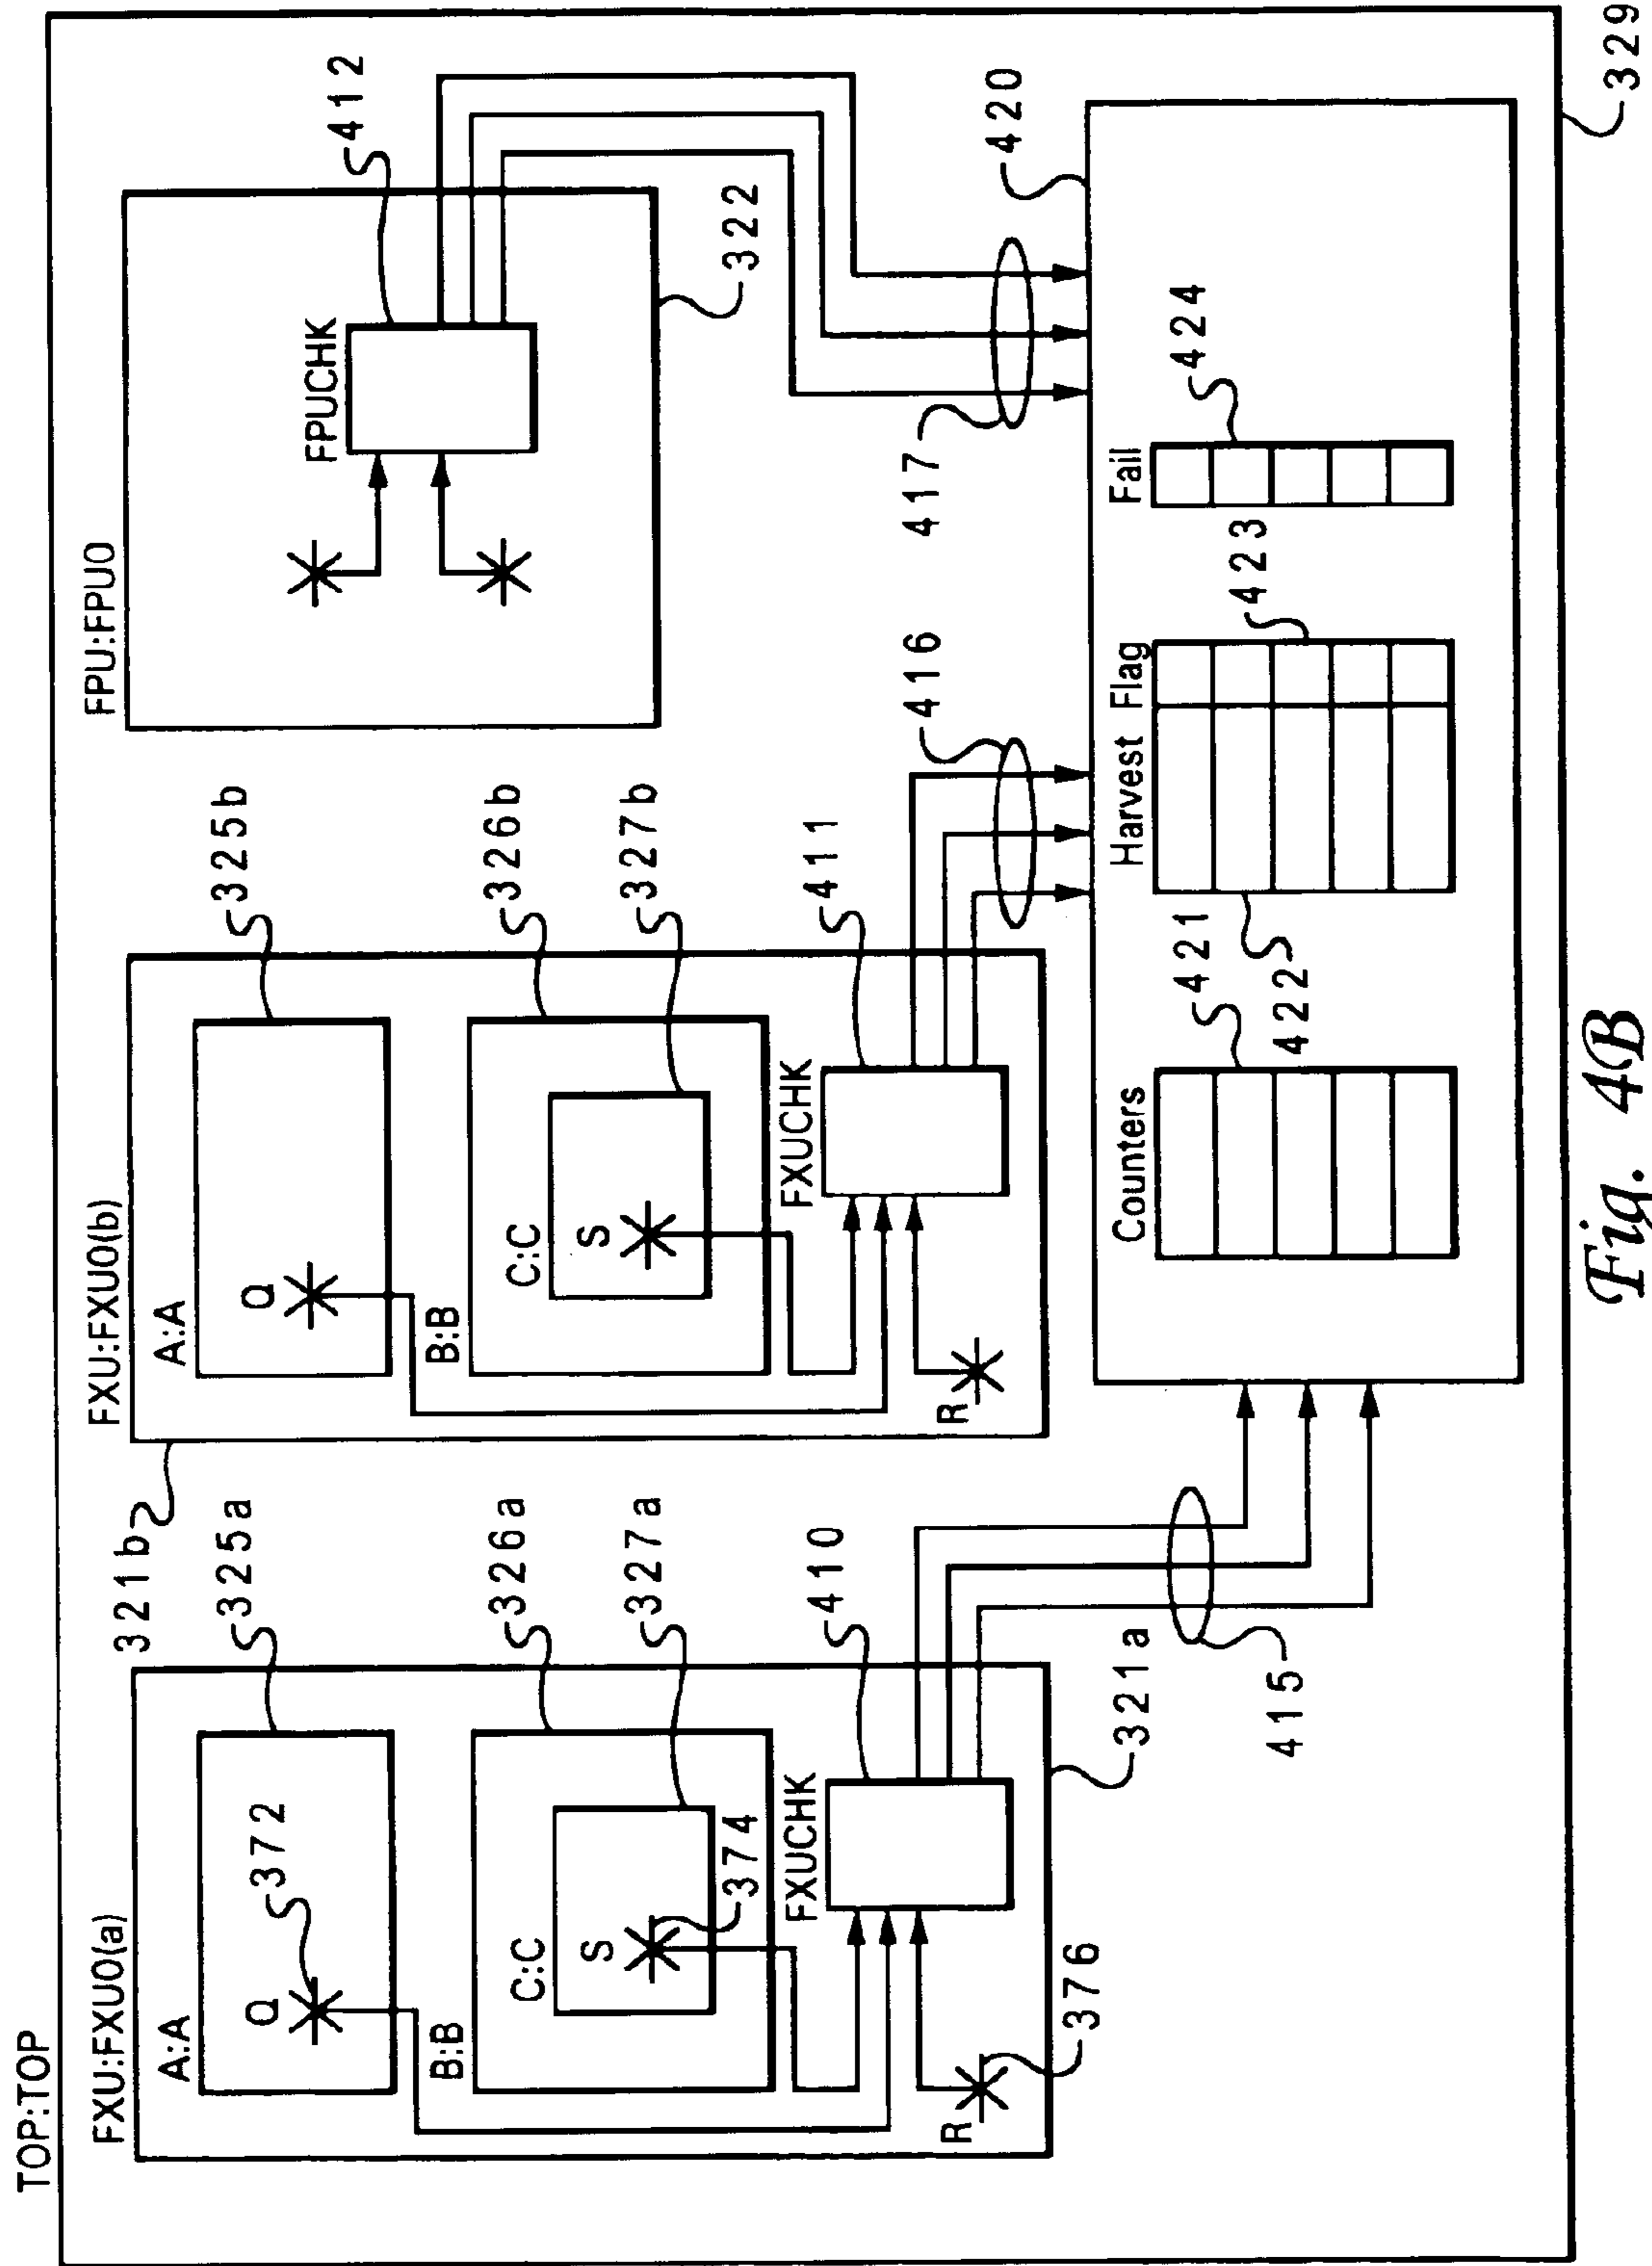 TOP:TOP
FXU:FXU0(a)
A:A
Q
372
325a
B:B
326a
C:C
S
327a
374
FXUCHK
410
R
376
321a
415
321b
FXU:FXU0(b)
A:A
Q
325b
B:B
326b
C:C
S
327b
FXUCHK
411
R
416
FPU:FPU0
FPUCHK
412
322
417
420
Counters
421
422
Harvest Flag
423
Fail
424
329
Fig. 4B